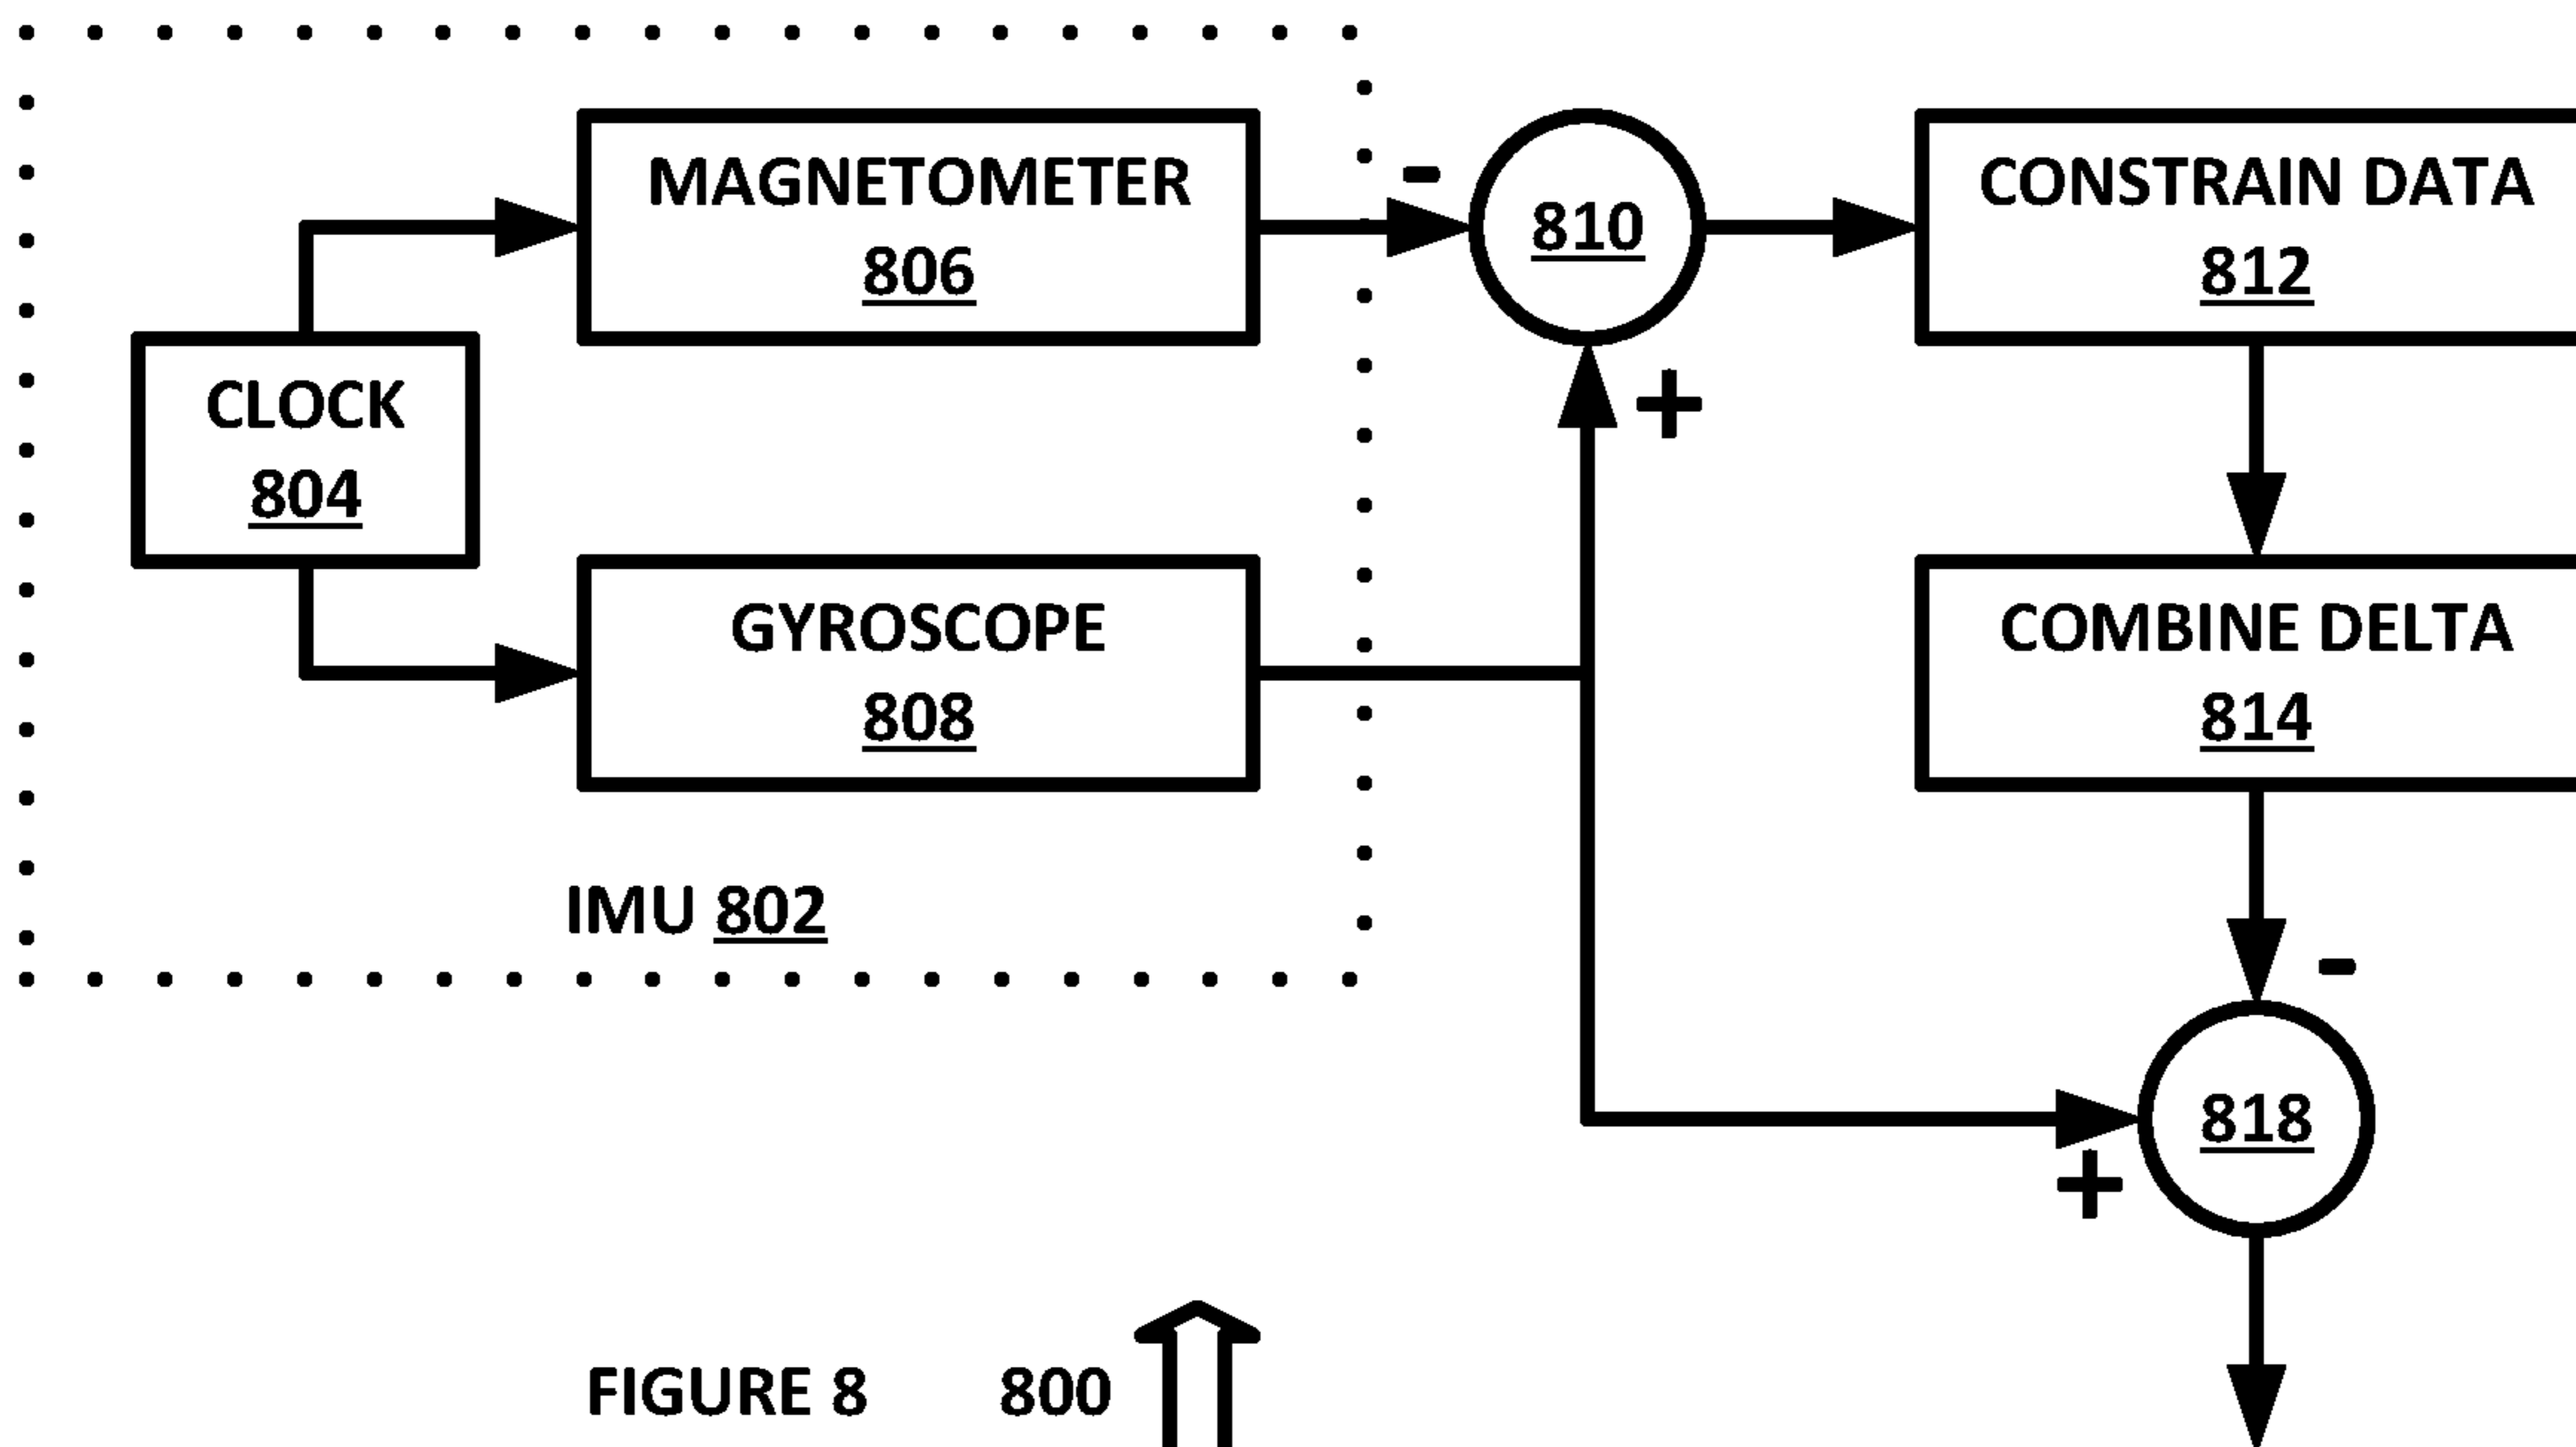 MAGNETOMETER
806
-
810
CONSTRAIN DATA
812
CLOCK
804
+
GYROSCOPE
808
COMBINE DELTA
814
IMU 802
-
818
+
FIGURE 8 800